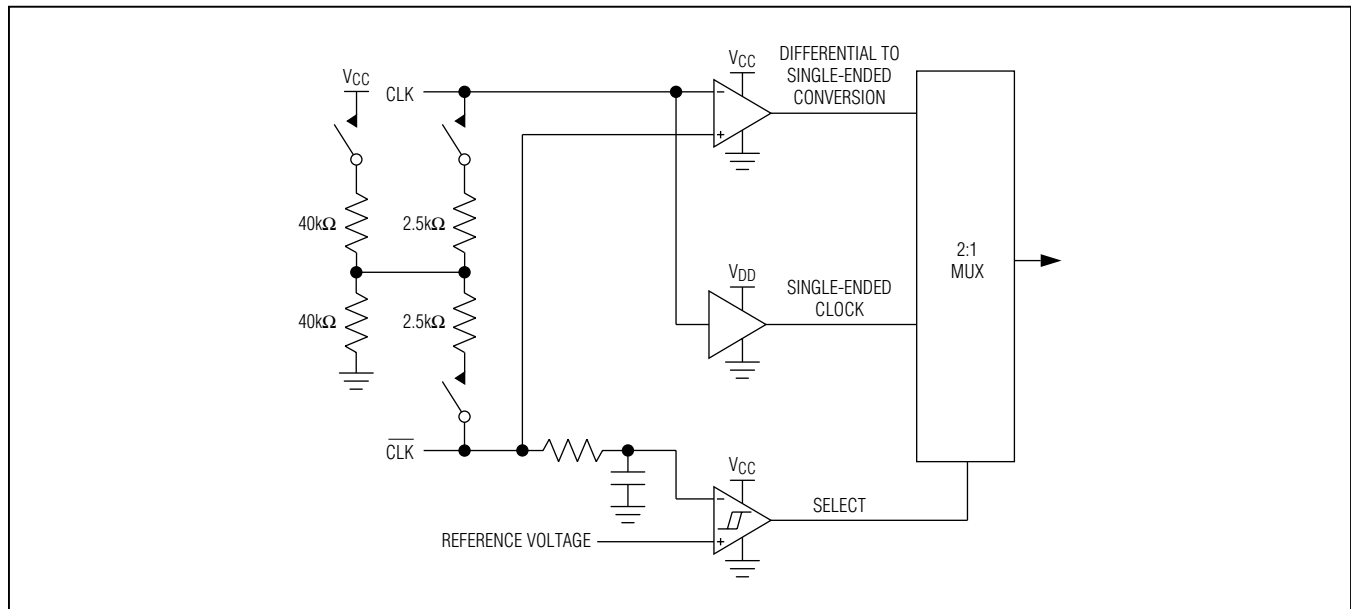 DIFFERENTIAL TO
SINGLE-ENDED
CONVERSION
VCC
VCC
CLK
−
+
40kΩ
2.5kΩ
2:1
MUX
VDD
SINGLE-ENDED
CLOCK
40kΩ
2.5kΩ
C̅L̅K̅
VCC
−
SELECT
REFERENCE VOLTAGE
+